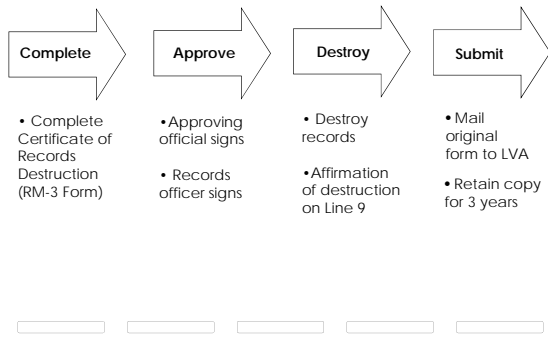 Complete
Approve
Destroy
Submit
• Complete
Certificate of
Records
Destruction
(RM-3 Form)
•Approving
official signs
• Records
officer signs
• Destroy
records
•Affirmation
of destruction
on Line 9
• Mail
original
form to LVA
• Retain copy
for 3 years